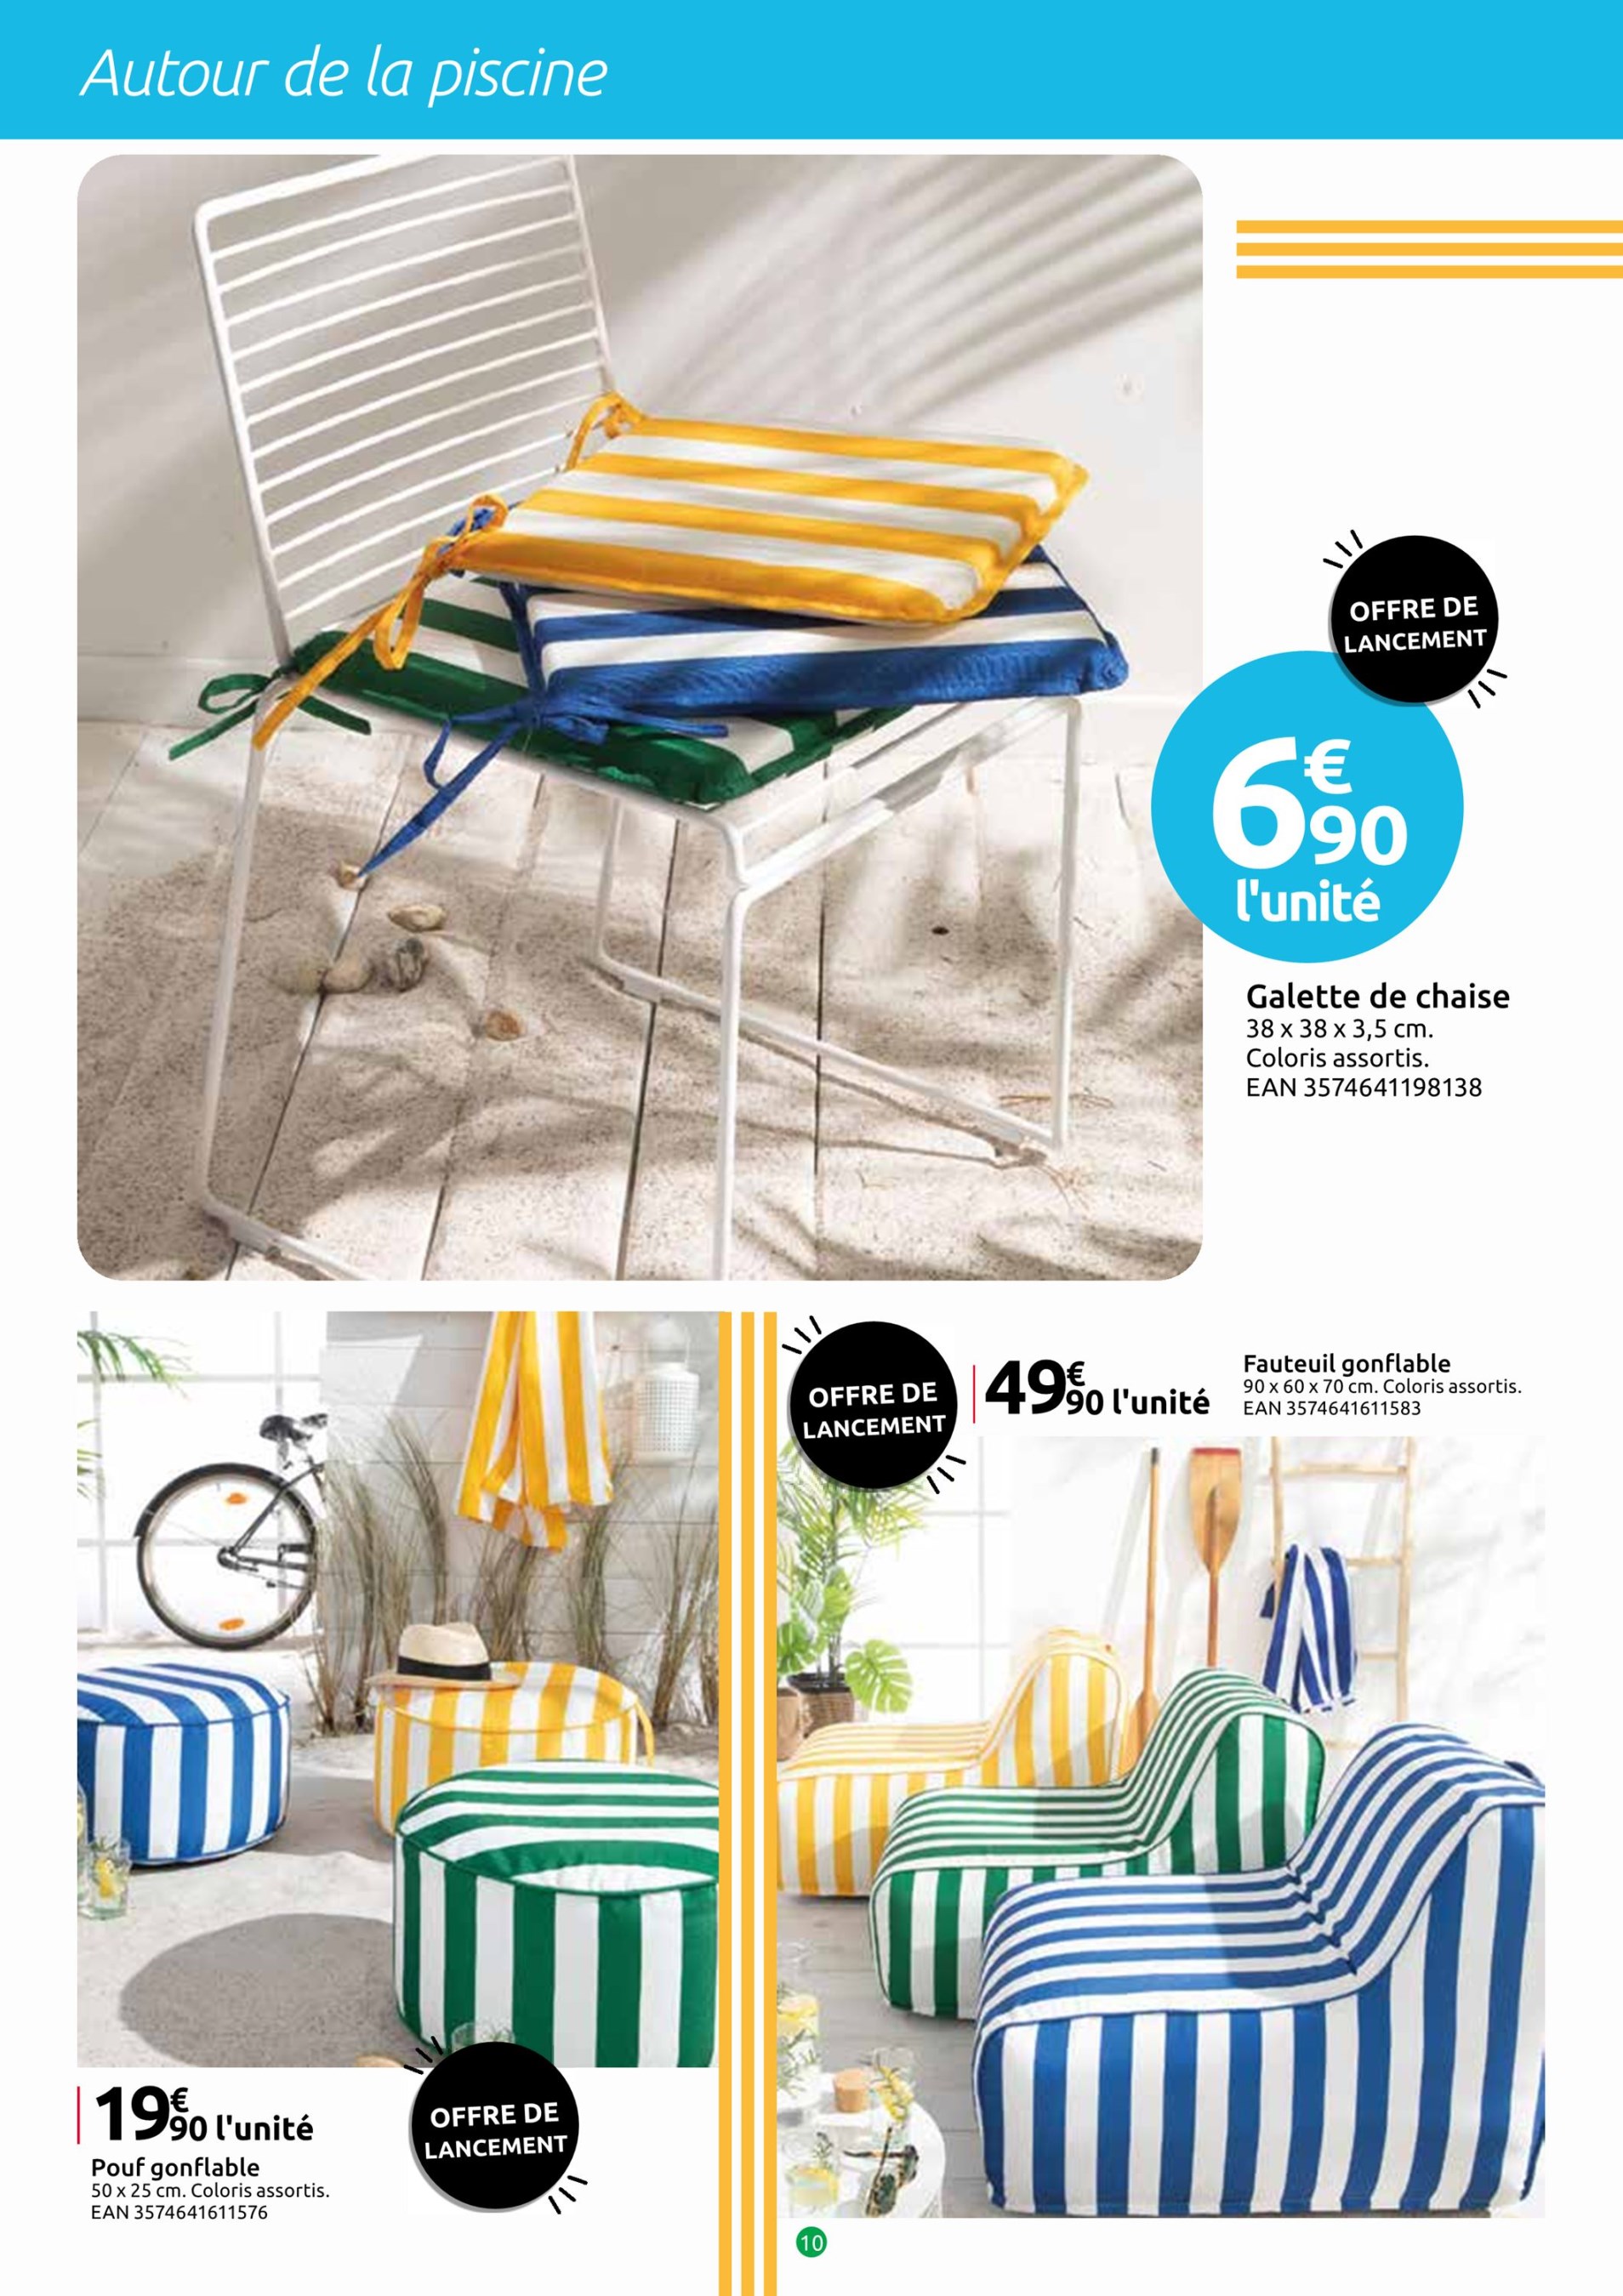 Autour de la piscine
OFFRE DE
LANCEMENT
6€90
l'unité
Galette de chaise
38 x 38 x 3,5 cm.
Coloris assortis.
EAN 3574641198138
OFFRE DE
LANCEMENT
49€90 l'unité
Fauteuil gonflable
90 x 60 x 70 cm. Coloris assortis.
EAN 3574641611583
19€90 l'unité
Pouf gonflable
50 x 25 cm. Coloris assortis.
EAN 3574641611576
OFFRE DE
LANCEMENT
10